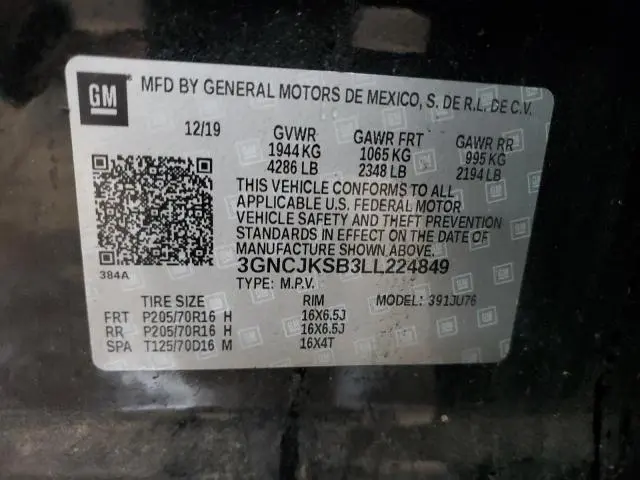 GM
MFD BY GENERAL MOTORS DE MEXICO, S. DE R.L. DE C.V.
12/19 GVWR GAWR FRT GAWR RR
1944 KG 1065 KG 995 KG
4286 LB 2348 LB 2194 LB
THIS VEHICLE CONFORMS TO ALL
APPLICABLE U.S. FEDERAL MOTOR
VEHICLE SAFETY AND THEFT PREVENTION
STANDARDS IN EFFECT ON THE DATE
OF MANUFACTURE SHOWN ABOVE.
384A 3GNCJKSB3LL224849
TYPE: M.P.V. MODEL: 391JU76
TIRE SIZE RIM
FRT P205/70R16 H 16X6.5J
RR P205/70R16 H 16X6.5J
SPA T125/70D16 M 16X4T